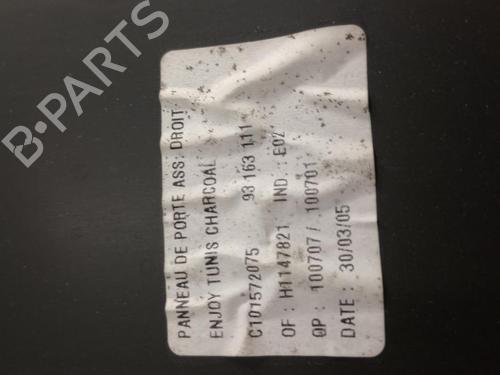 B-PARTS
PANNEAU DE PORTE ASS: DROIT
ENJOY TUNIS CHARCOAL
C101572075 93 163 111
OF : H1147821 IND. : E02
QP : 100707 / 100701
DATE : 30/03/05